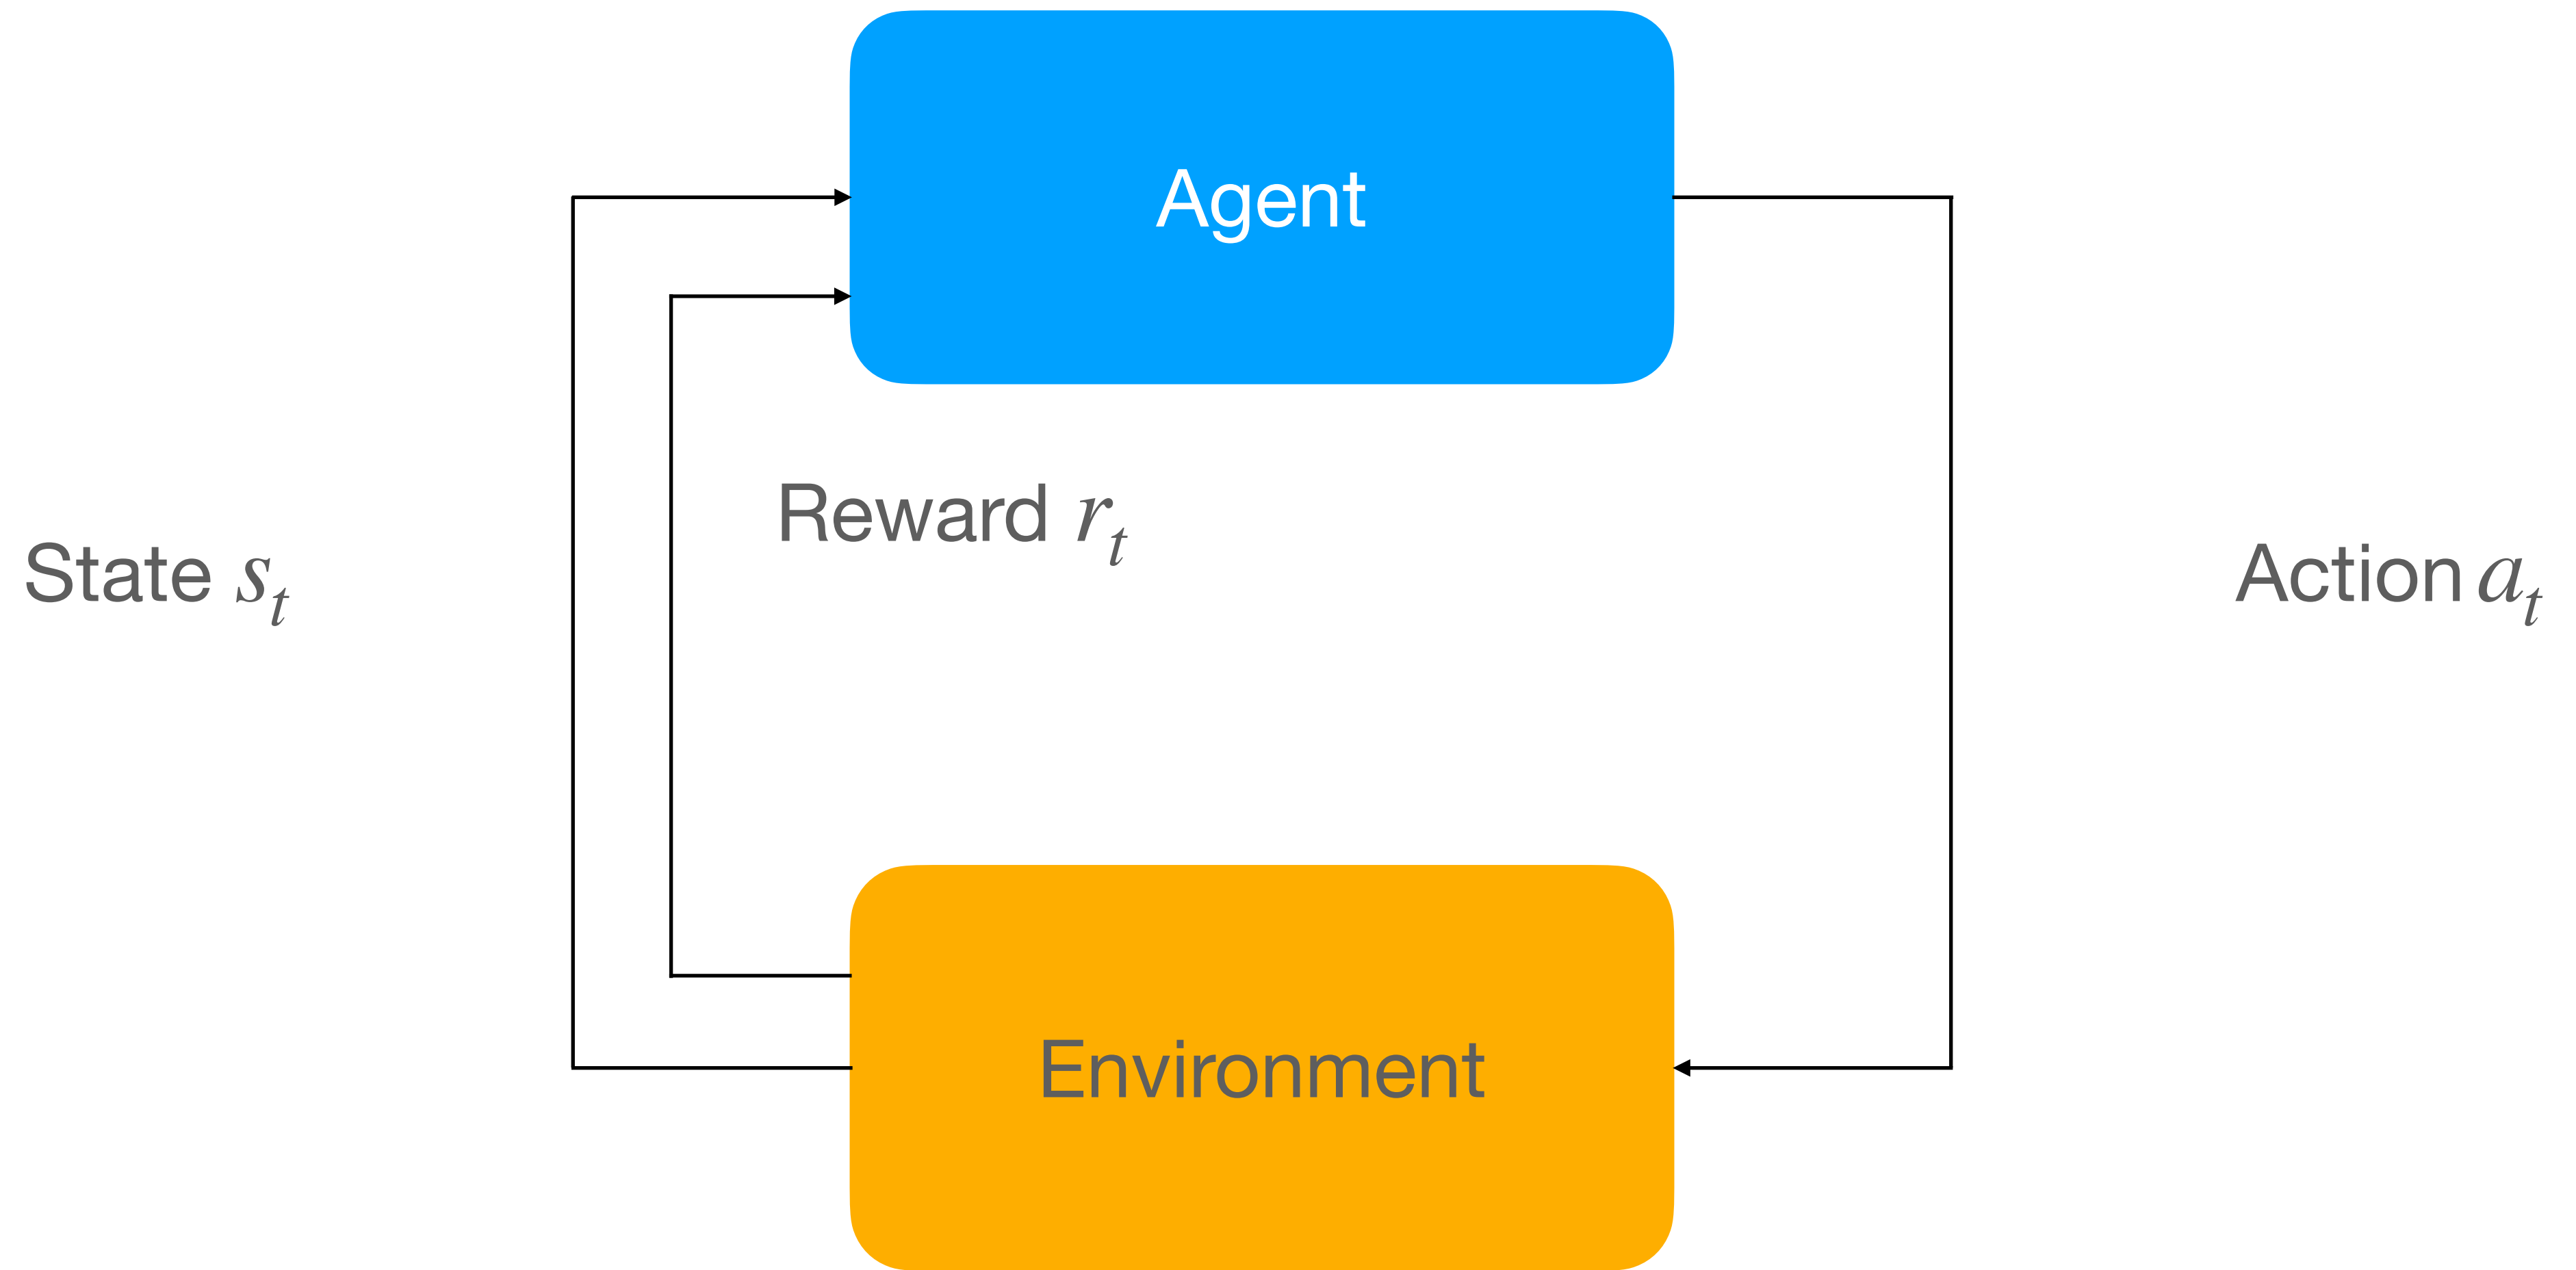 Agent
Reward r_t
State s_t
Action a_t
Environment